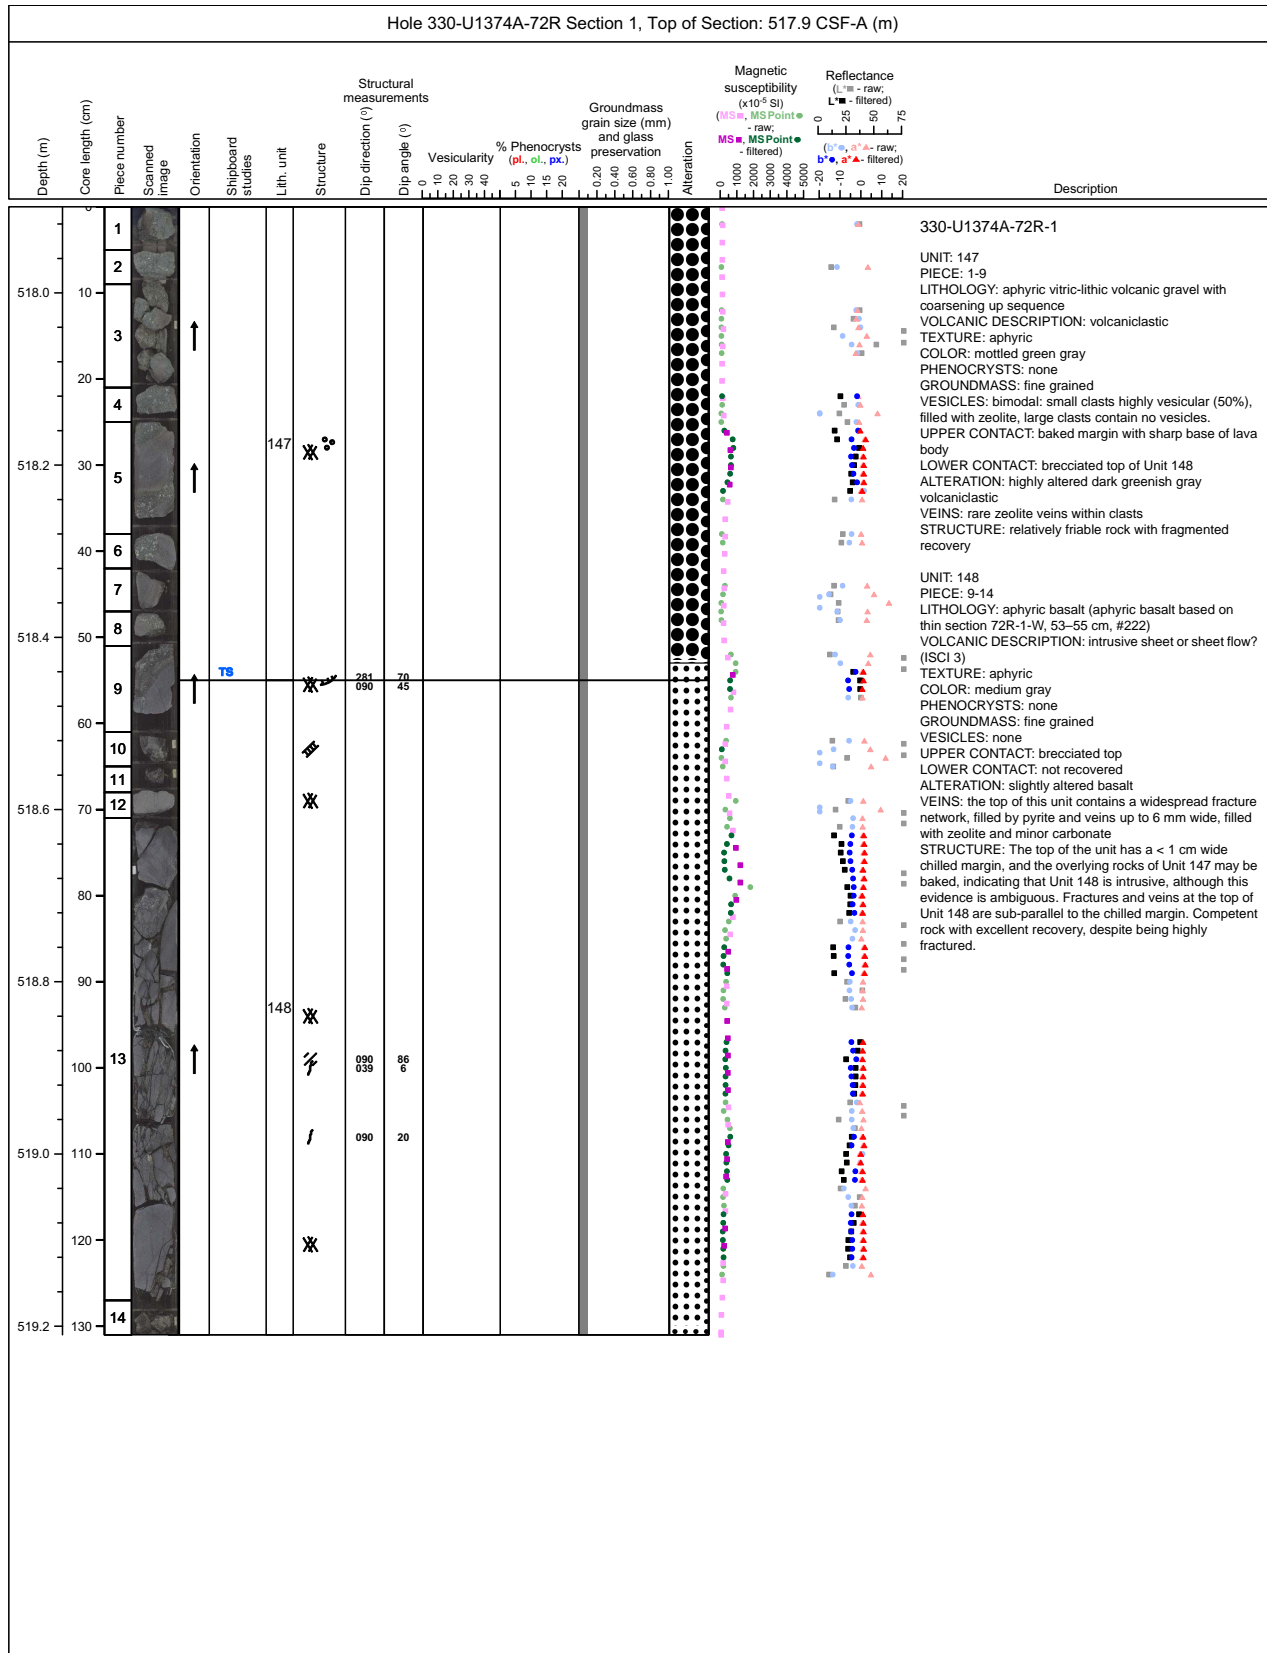 Hole 330-U1374A-72R Section 1, Top of Section: 517.9 CSF-A (m)
Depth (m)
Core length (cm)
Piece number
Scanned
image
Orientation
Shipboard
studies
Lith. unit
Structure
Structural
measurements
Dip direction (⁰)
Dip angle (⁰)
Vesicularity
0 10 20 30 40
% Phenocrysts
(pl., ol., px.)
5 10 15 20
Groundmass
grain size (mm)
and glass
preservation
0.20 0.40 0.60 0.80 1.00
Alteration
Magnetic
susceptibility
(x10⁻⁵ SI)
(MS■, MSPoint●
- raw;
MS■, MSPoint●
- filtered)
0 1000 2000 3000 4000 5000
Reflectance
(L*■ - raw;
L*■ - filtered)
0 25 50 75
(b*●, a*▲- raw;
b*●, a*▲- filtered)
-20 -10 0 10 20
Description
0
1
2
518.0
10
3
20
4
147
518.2
30
5
6
40
7
8
518.4
50
TS
9
281 70
090 45
60
10
11
12
518.6
70
80
518.8
90
148
13
090 86
100
039 6
090 20
519.0
110
120
14
519.2
130
330-U1374A-72R-1
UNIT: 147
PIECE: 1-9
LITHOLOGY: aphyric vitric-lithic volcanic gravel with
coarsening up sequence
VOLCANIC DESCRIPTION: volcaniclastic
TEXTURE: aphyric
COLOR: mottled green gray
PHENOCRYSTS: none
GROUNDMASS: fine grained
VESICLES: bimodal: small clasts highly vesicular (50%),
filled with zeolite, large clasts contain no vesicles.
UPPER CONTACT: baked margin with sharp base of lava
body
LOWER CONTACT: brecciated top of Unit 148
ALTERATION: highly altered dark greenish gray
volcaniclastic
VEINS: rare zeolite veins within clasts
STRUCTURE: relatively friable rock with fragmented
recovery
UNIT: 148
PIECE: 9-14
LITHOLOGY: aphyric basalt (aphyric basalt based on
thin section 72R-1-W, 53–55 cm, #222)
VOLCANIC DESCRIPTION: intrusive sheet or sheet flow?
(ISCI 3)
TEXTURE: aphyric
COLOR: medium gray
PHENOCRYSTS: none
GROUNDMASS: fine grained
VESICLES: none
UPPER CONTACT: brecciated top
LOWER CONTACT: not recovered
ALTERATION: slightly altered basalt
VEINS: the top of this unit contains a widespread fracture
network, filled by pyrite and veins up to 6 mm wide, filled
with zeolite and minor carbonate
STRUCTURE: The top of the unit has a < 1 cm wide
chilled margin, and the overlying rocks of Unit 147 may be
baked, indicating that Unit 148 is intrusive, although this
evidence is ambiguous. Fractures and veins at the top of
Unit 148 are sub-parallel to the chilled margin. Competent
rock with excellent recovery, despite being highly
fractured.